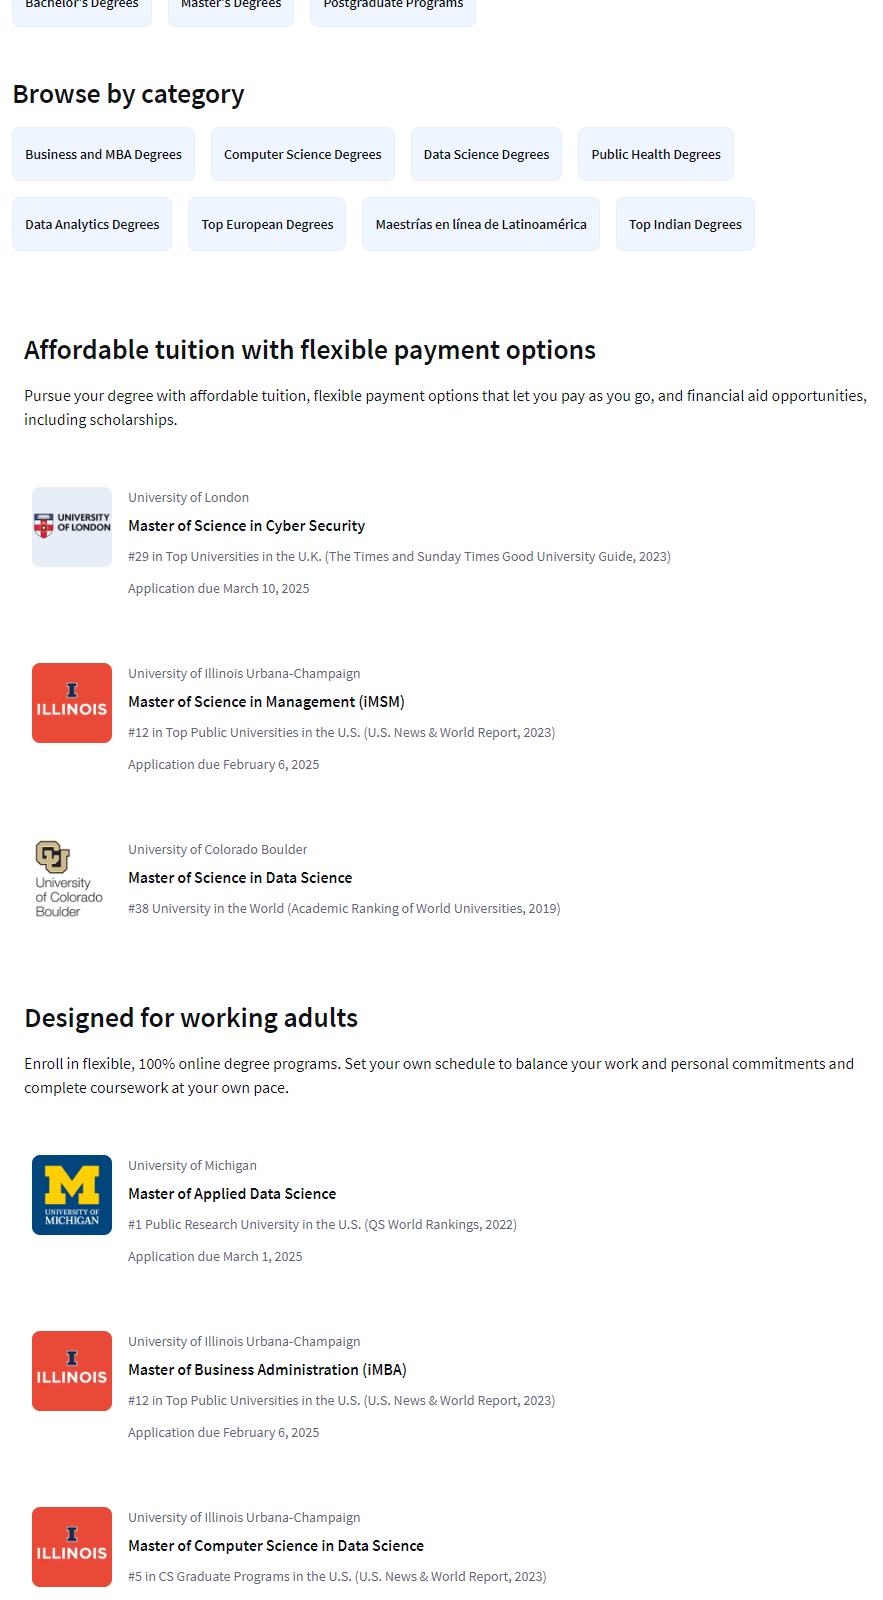 Bachelor's Degrees
Master's Degrees
Postgraduate Programs
Browse by category
Business and MBA Degrees
Computer Science Degrees
Data Science Degrees
Public Health Degrees
Data Analytics Degrees
Top European Degrees
Maestrías en línea de Latinoamérica
Top Indian Degrees
Affordable tuition with flexible payment options
Pursue your degree with affordable tuition, flexible payment options that let you pay as you go, and financial aid opportunities,
including scholarships.
UNIVERSITY
OF LONDON
University of London
Master of Science in Cyber Security
#29 in Top Universities in the U.K. (The Times and Sunday Times Good University Guide, 2023)
Application due March 10, 2025
I
ILLINOIS
University of Illinois Urbana-Champaign
Master of Science in Management (iMSM)
#12 in Top Public Universities in the U.S. (U.S. News & World Report, 2023)
Application due February 6, 2025
CU
University
of Colorado
Boulder
University of Colorado Boulder
Master of Science in Data Science
#38 University in the World (Academic Ranking of World Universities, 2019)
Designed for working adults
Enroll in flexible, 100% online degree programs. Set your own schedule to balance your work and personal commitments and
complete coursework at your own pace.
M
UNIVERSITY OF
MICHIGAN
University of Michigan
Master of Applied Data Science
#1 Public Research University in the U.S. (QS World Rankings, 2022)
Application due March 1, 2025
I
ILLINOIS
University of Illinois Urbana-Champaign
Master of Business Administration (iMBA)
#12 in Top Public Universities in the U.S. (U.S. News & World Report, 2023)
Application due February 6, 2025
I
ILLINOIS
University of Illinois Urbana-Champaign
Master of Computer Science in Data Science
#5 in CS Graduate Programs in the U.S. (U.S. News & World Report, 2023)